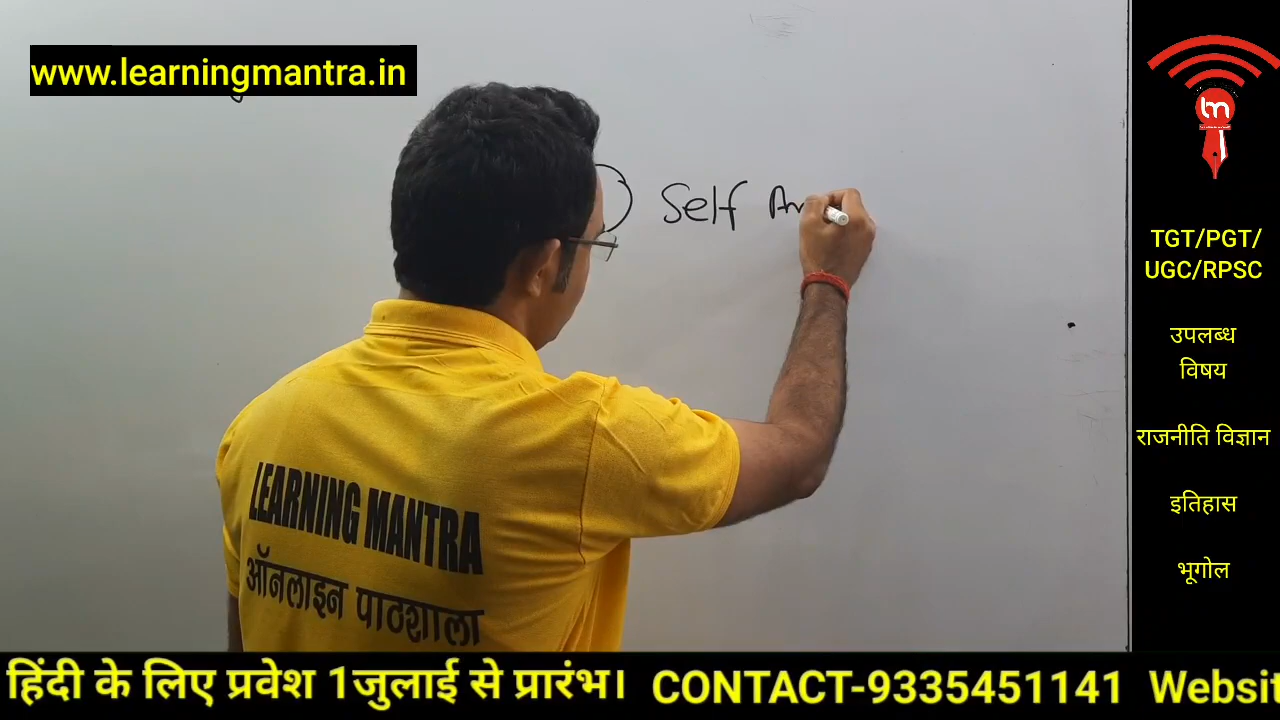 www.learningmantra.in
Self
LEARNING MANTRA
ऑनलाइन पाठशाला
lm
TGT/PGT/
UGC/RPSC
उपलब्ध
विषय
राजनीति विज्ञान
इतिहास
भूगोल
हिंदी के लिए प्रवेश 1जुलाई से प्रारंभ। CONTACT-9335451141